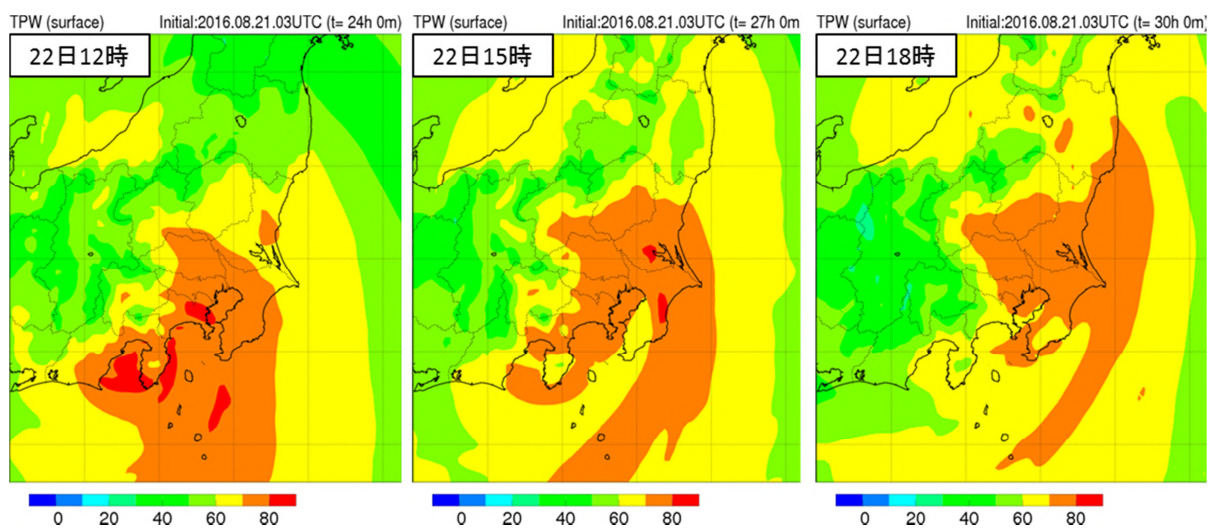 TPW (surface) Initial:2016.08.21.03UTC (t= 24h 0m)
22日12時
0 20 40 60 80
TPW (surface) Initial:2016.08.21.03UTC (t= 27h 0m
22日15時
0 20 40 60 80
TPW (surface) Initial:2016.08.21.03UTC (t= 30h 0m)
22日18時
0 20 40 60 80